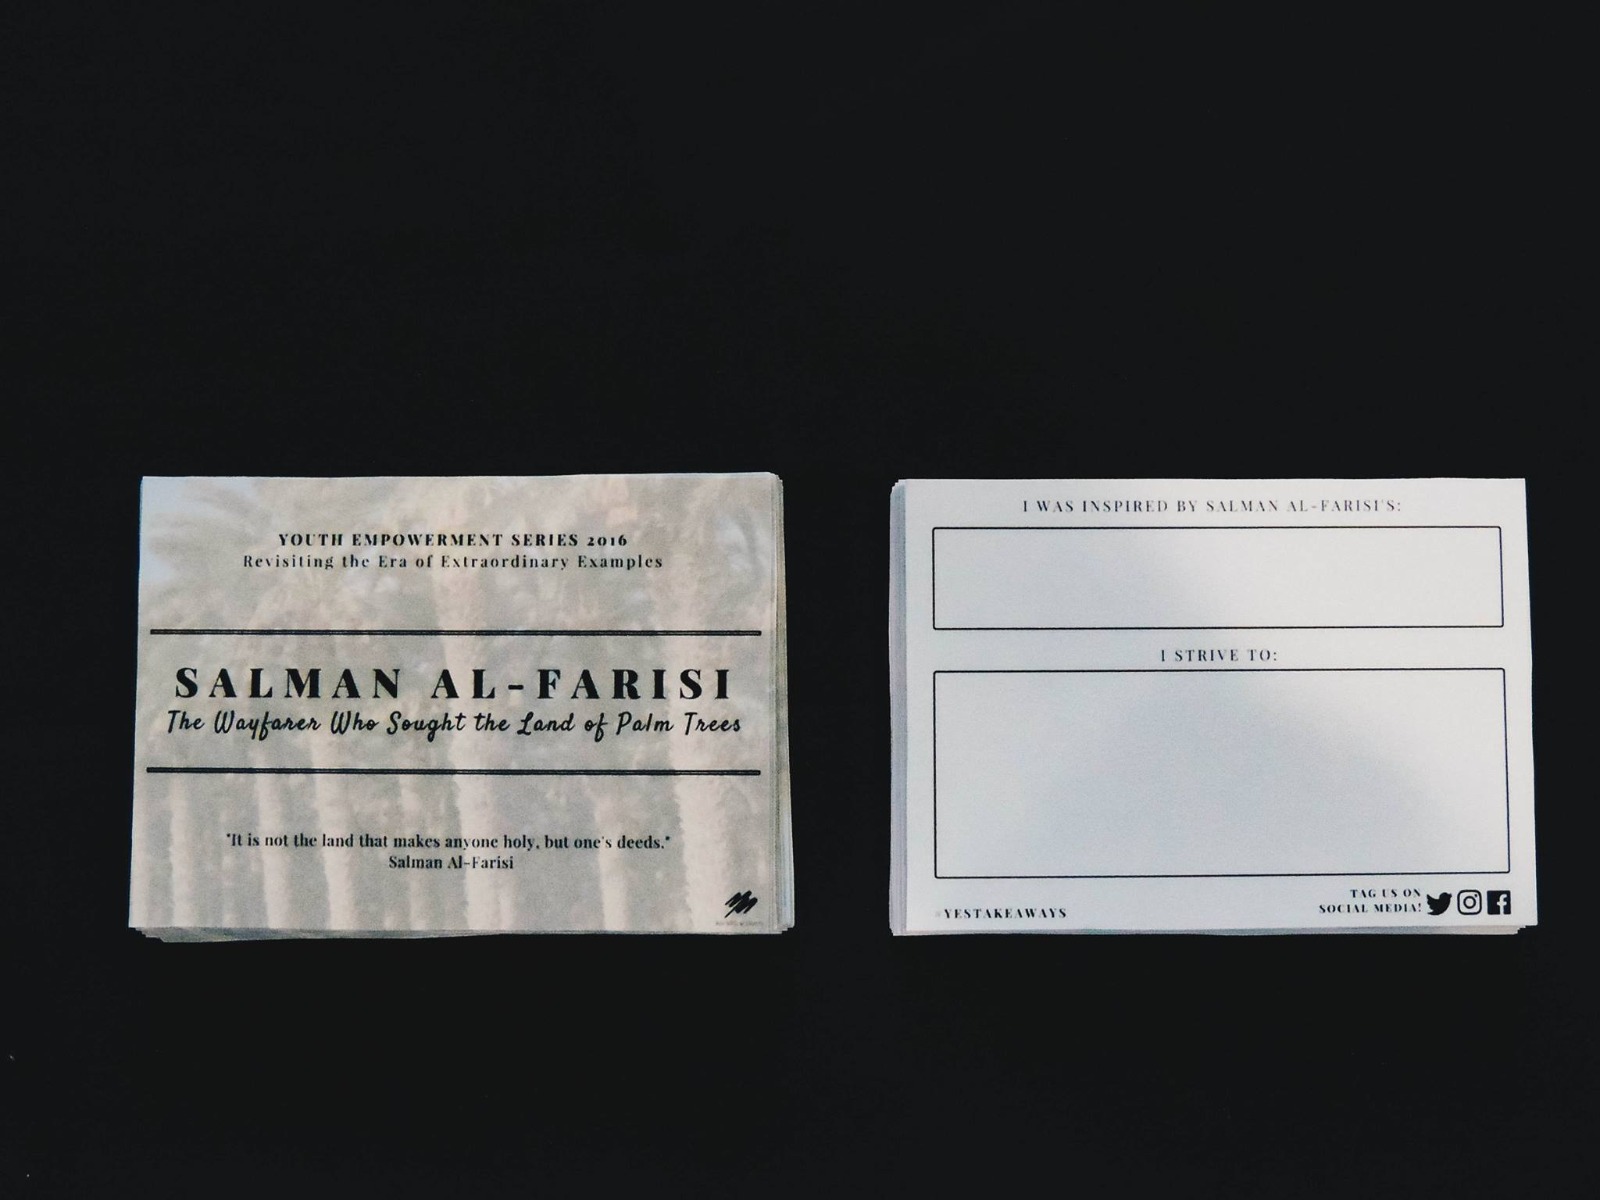 YOUTH EMPOWERMENT SERIES 2016
Revisiting the Era of Extraordinary Examples
SALMAN AL-FARISI
The Wayfarer Who Sought the Land of Palm Trees
"It is not the land that makes anyone holy, but one's deeds."
Salman Al-Farisi
I WAS INSPIRED BY SALMAN AL-FARISI'S:
I STRIVE TO:
#YESTAKEAWAYS
TAG US ON
SOCIAL MEDIA!